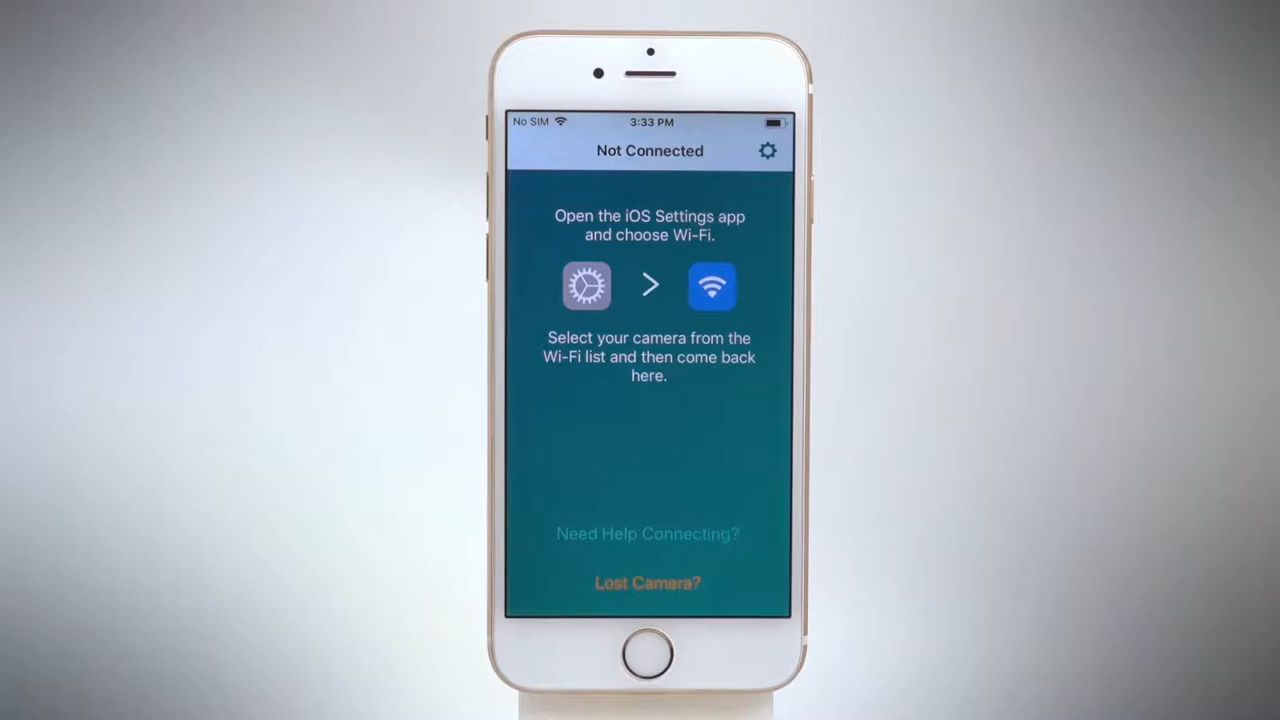 No SIM 3:33 PM
Not Connected
Open the iOS Settings app
and choose Wi-Fi.
>
Select your camera from the
Wi-Fi list and then come back
here.
Need Help Connecting?
Lost Camera?